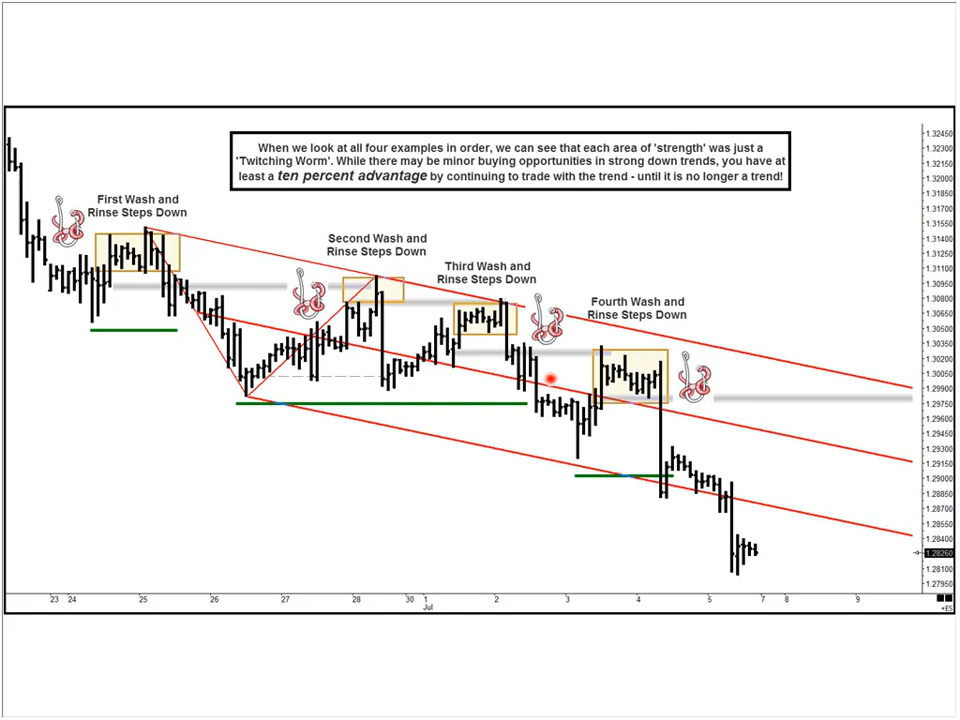 When we look at all four examples in order, we can see that each area of 'strength' was just a
'Twitching Worm'. While there may be minor buying opportunities in strong down trends, you have at
least a ten percent advantage by continuing to trade with the trend - until it is no longer a trend!
First Wash and
Rinse Steps Down
Second Wash and
Rinse Steps Down
Third Wash and
Rinse Steps Down
Fourth Wash and
Rinse Steps Down
1.32450
1.32300
1.32150
1.32000
1.31850
1.31700
1.31550
1.31400
1.31250
1.31100
1.30950
1.30800
1.30650
1.30500
1.30350
1.30200
1.30050
1.29900
1.29750
1.29600
1.29450
1.29300
1.29150
1.29000
1.28850
1.28700
1.28550
1.28400
1.28260
1.28100
1.27950
23 24 25 26 27 28 30 1 2 3 4 5 7 8 9
Jul
+ES